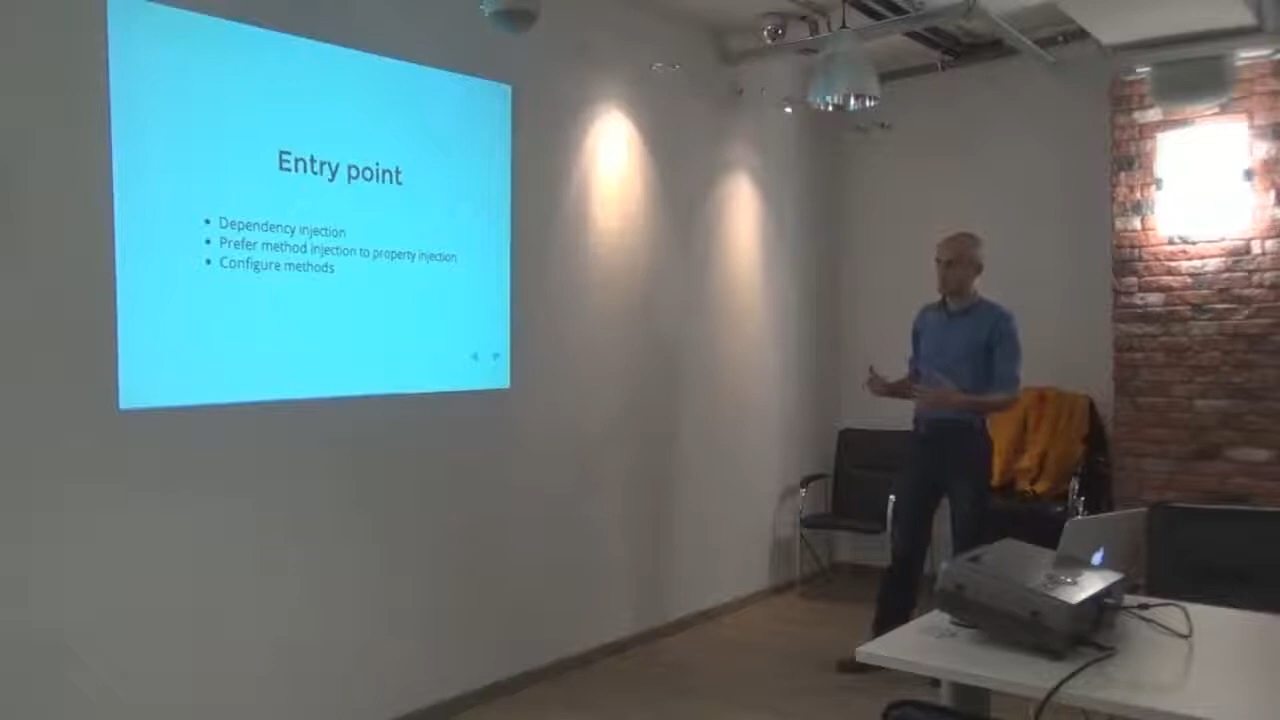 Entry point
Dependency injection
Prefer method injection to property injection
Configure methods